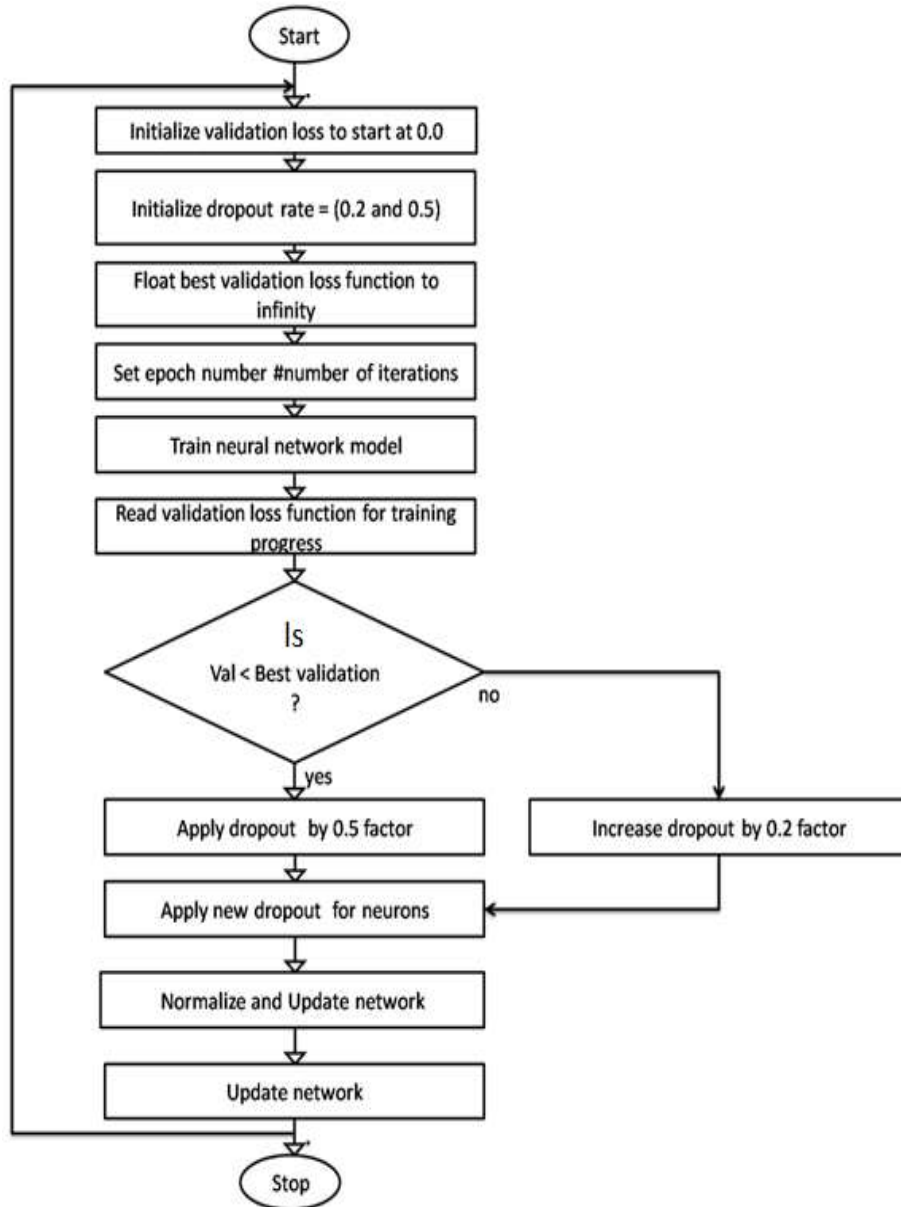 Start
Initialize validation loss to start at 0.0
Initialize dropout rate = (0.2 and 0.5)
Float best validation loss function to
infinity
Set epoch number #number of iterations
Train neural network model
Read validation loss function for training
progress
Is
Val < Best validation
?
no
yes
Apply dropout by 0.5 factor
Increase dropout by 0.2 factor
Apply new dropout for neurons
Normalize and Update network
Update network
Stop